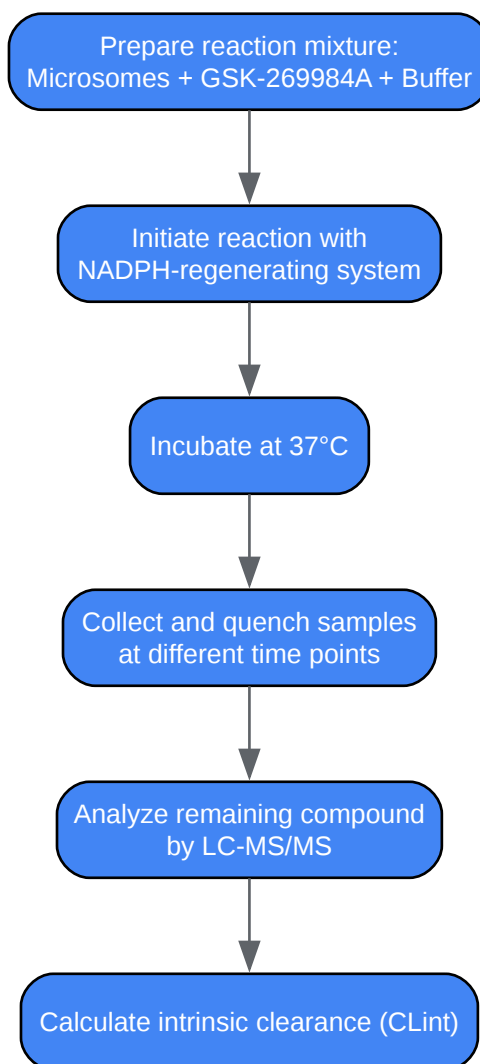 Prepare reaction mixture:
Microsomes + GSK-269984A + Buffer
Initiate reaction with
NADPH-regenerating system
Incubate at 37°C
Collect and quench samples
at different time points
Analyze remaining compound
by LC-MS/MS
Calculate intrinsic clearance (CLint)